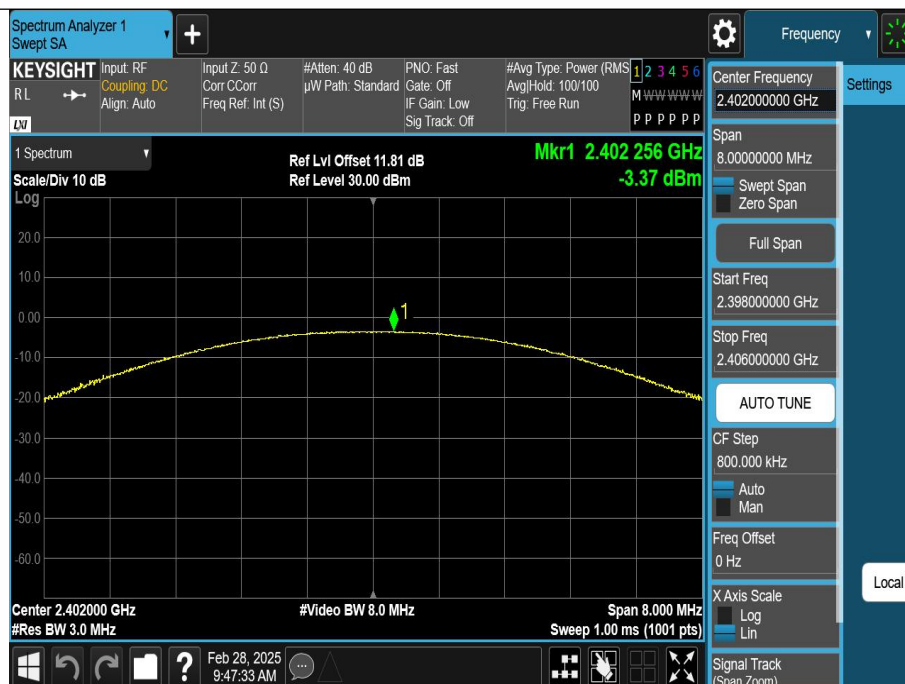 Spectrum Analyzer 1
Swept SA
Frequency
KEYSIGHT
RL
LXI
Input: RF
Coupling: DC
Align: Auto
Input Z: 50 Ω
Corr CCorr
Freq Ref: Int (S)
#Atten: 40 dB
µW Path: Standard
PNO: Fast
Gate: Off
IF Gain: Low
Sig Track: Off
#Avg Type: Power (RMS
Avg|Hold: 100/100
Trig: Free Run
1 2 3 4 5 6
M W W W W W
P P P P P P
1 Spectrum
Scale/Div 10 dB
Log
Ref Lvl Offset 11.81 dB
Ref Level 30.00 dBm
Mkr1 2.402 256 GHz
-3.37 dBm
20.0
10.0
0.00
-10.0
-20.0
-30.0
-40.0
-50.0
-60.0
1
Center 2.402000 GHz
#Res BW 3.0 MHz
#Video BW 8.0 MHz
Span 8.000 MHz
Sweep 1.00 ms (1001 pts)
?
Feb 28, 2025
9:47:33 AM
Center Frequency
2.402000000 GHz
Span
8.00000000 MHz
Swept Span
Zero Span
Full Span
Start Freq
2.398000000 GHz
Stop Freq
2.406000000 GHz
AUTO TUNE
CF Step
800.000 kHz
Auto
Man
Freq Offset
0 Hz
X Axis Scale
Log
Lin
Signal Track
(Span Zoom)
Settings
Local